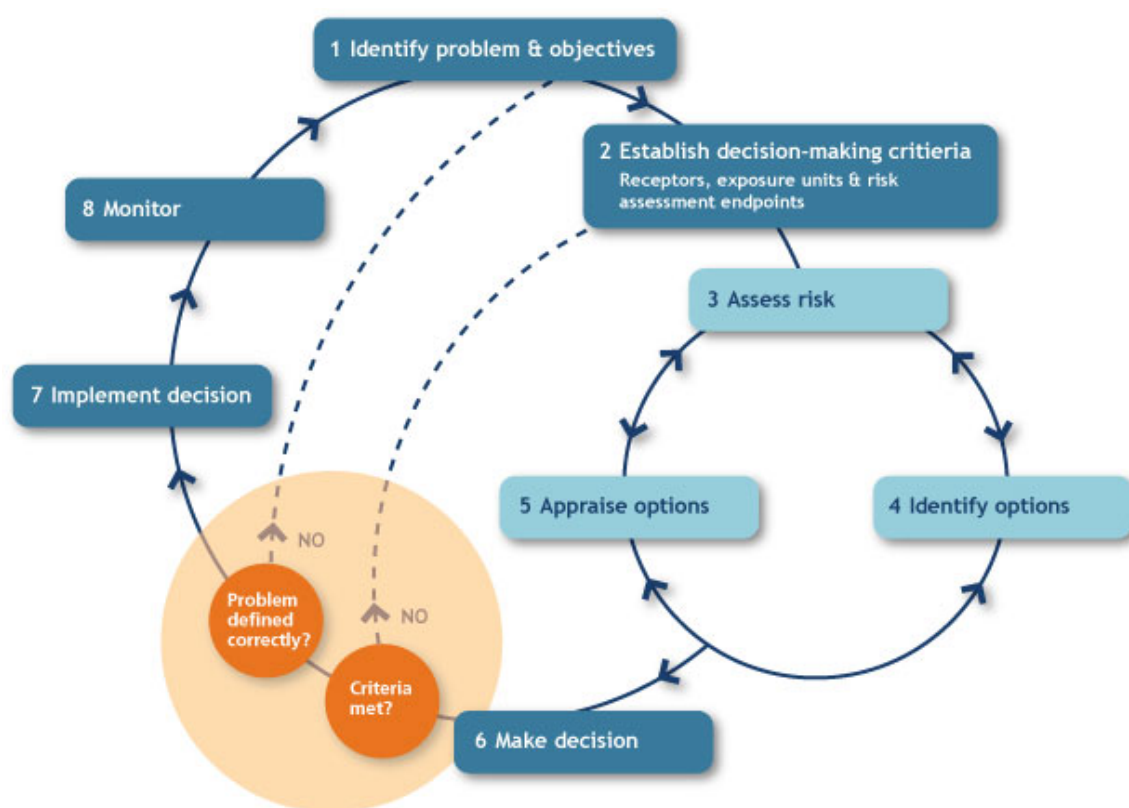 1 Identify problem & objectives
2 Establish decision-making critieria
Receptors, exposure units & risk
assessment endpoints
8 Monitor
3 Assess risk
7 Implement decision
5 Appraise options
4 Identify options
NO
Problem
defined
correctly?
NO
Criteria
met?
6 Make decision